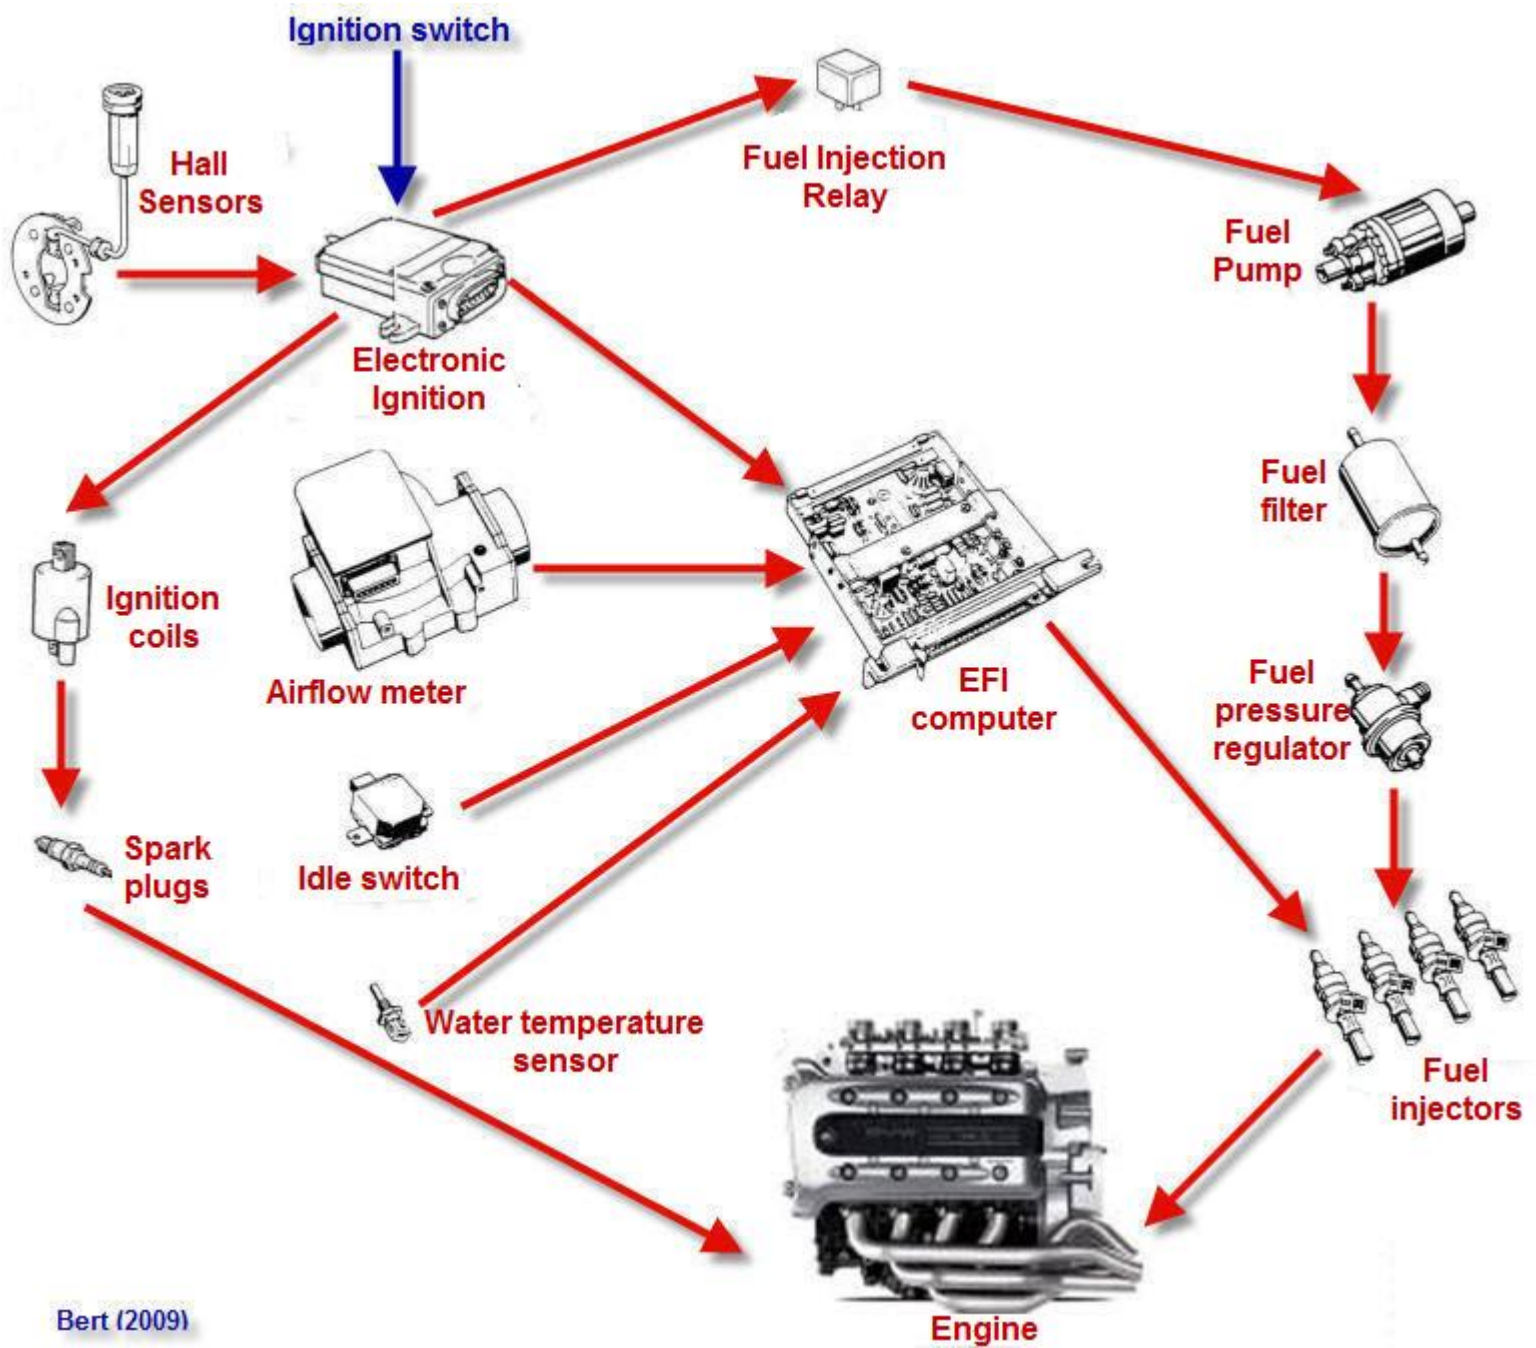 Ignition switch
Hall
Sensors
Fuel Injection
Relay
Fuel
Pump
Electronic
Ignition
Fuel
filter
Ignition
coils
Airflow meter
EFI
computer
Fuel
pressure
regulator
Spark
plugs
Idle switch
Water temperature
sensor
Fuel
injectors
Engine
Bert (2009)